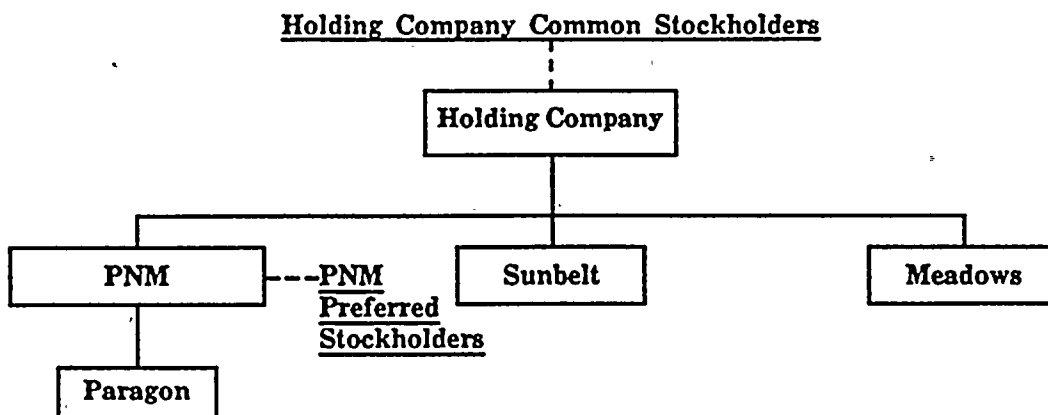 Holding Company Common Stockholders
Holding Company
PNM
PNM
Preferred
Stockholders
Sunbelt
Meadows
Paragon